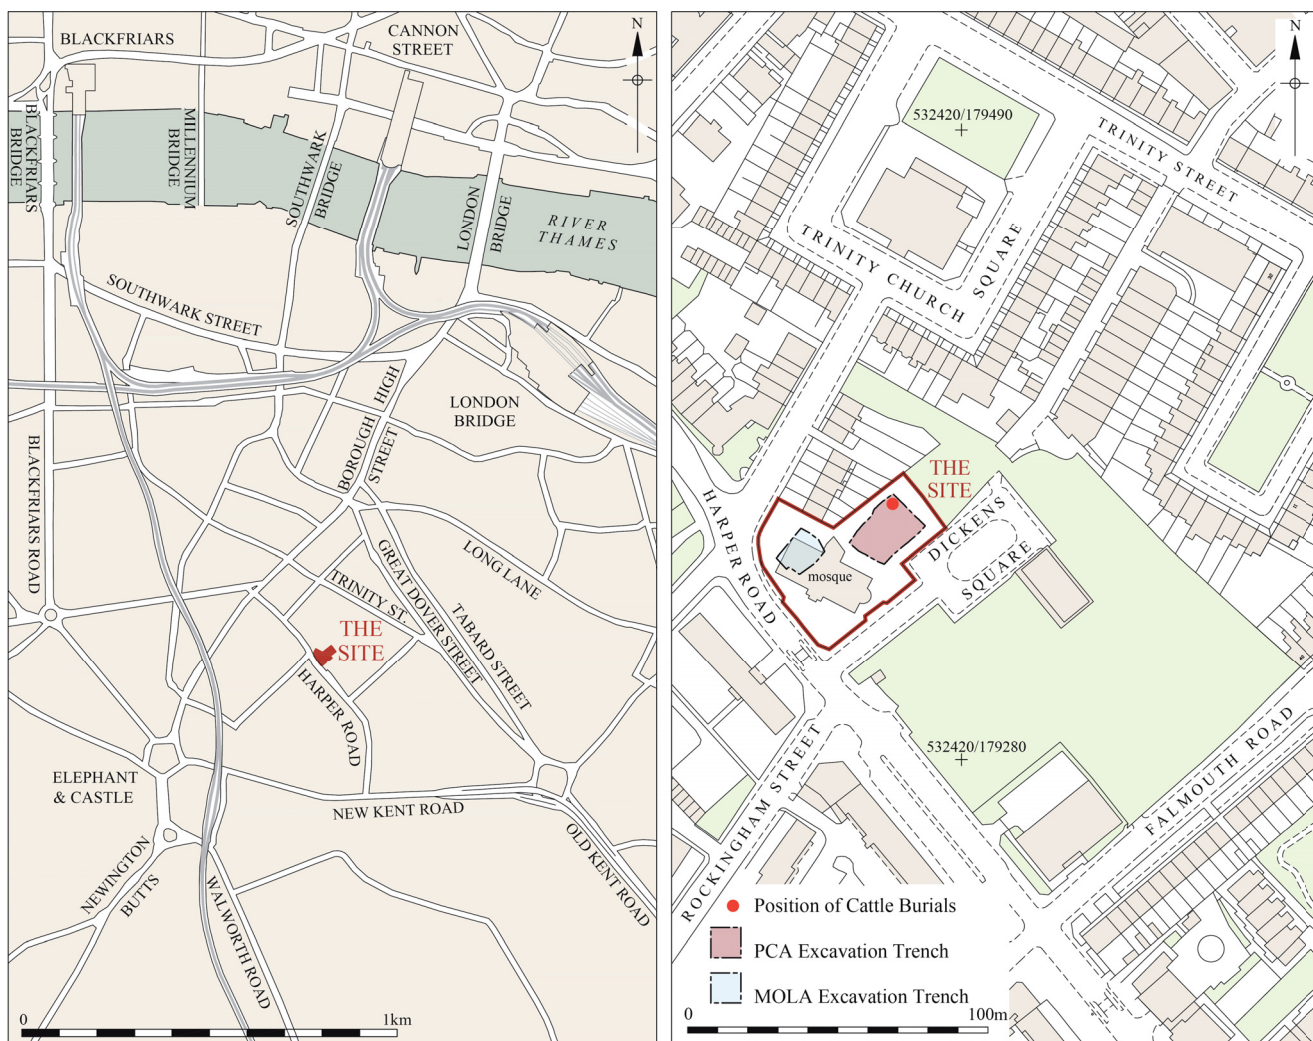 N
BLACKFRIARS
CANNON
STREET
BLACKFRIARS
BRIDGE
MILLENNIUM
BRIDGE
SOUTHWARK
BRIDGE
LONDON
BRIDGE
RIVER
THAMES
SOUTHWARK STREET
BOROUGH HIGH
STREET
LONDON
BRIDGE
BLACKFRIARS ROAD
GREAT DOVER STREET
LONG LANE
TRINITY ST.
TABARD STREET
THE
SITE
HARPER ROAD
ELEPHANT
& CASTLE
NEW KENT ROAD
OLD KENT ROAD
NEWINGTON
BUTTS
WALWORTH ROAD
0
1km
N
532420/179490
TRINITY STREET
TRINITY CHURCH
SQUARE
THE
SITE
HARPER ROAD
DICKENS
SQUARE
mosque
532420/179280
ROCKINGHAM STREET
FALMOUTH ROAD
Position of Cattle Burials
PCA Excavation Trench
MOLA Excavation Trench
0
100m